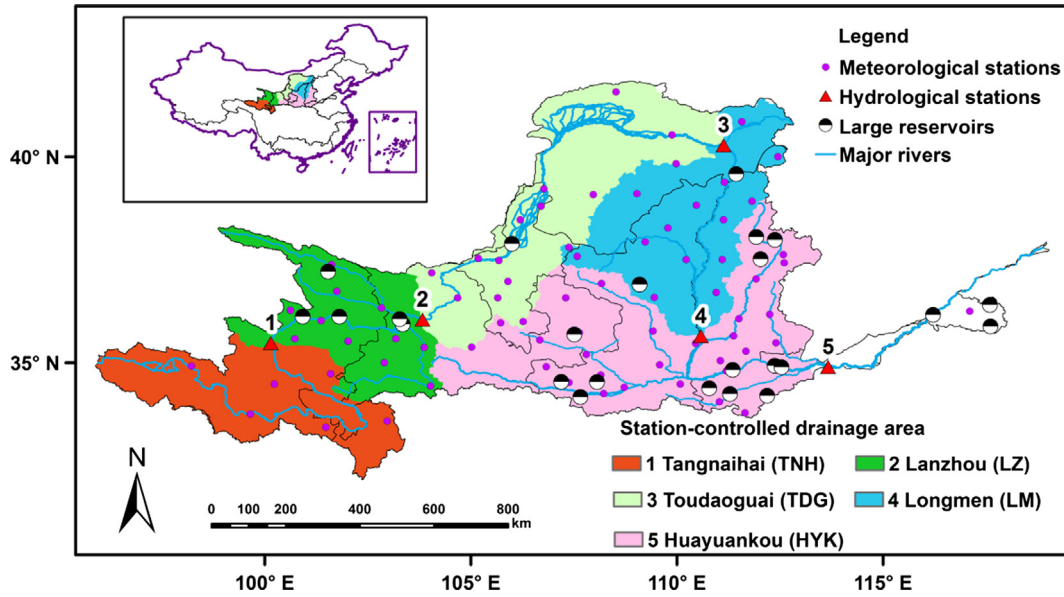 Legend
Meteorological stations
Hydrological stations
Large reservoirs
Major rivers
40° N
35° N
1
2
3
4
5
N
0 100 200 400 600 800
km
Station-controlled drainage area
1 Tangnaihai (TNH)
2 Lanzhou (LZ)
3 Toudaoguai (TDG)
4 Longmen (LM)
5 Huayuankou (HYK)
100° E
105° E
110° E
115° E